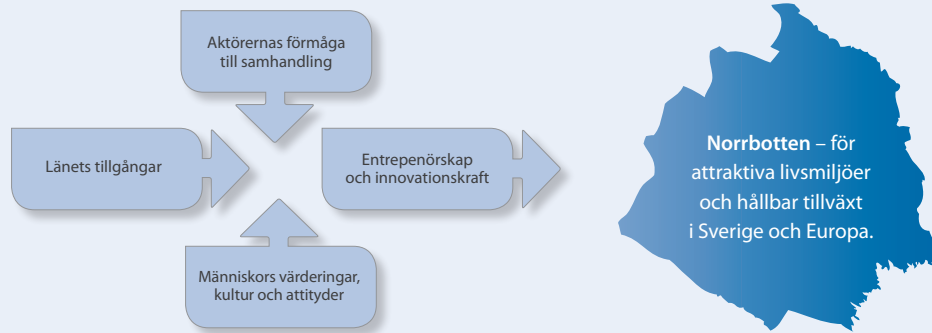 Aktörernas förmåga
till samhandling
Länets tillgångar
Entrepenörskap
och innovationskraft
Människors värderingar,
kultur och attityder
Norrbotten – för
attraktiva livsmiljöer
och hållbar tillväxt
i Sverige och Europa.